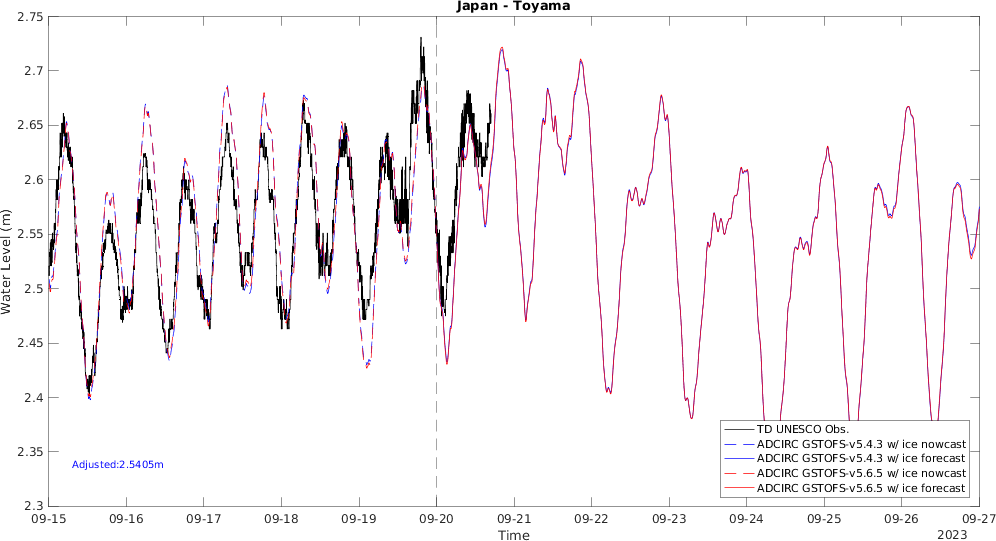 Japan - Toyama
2.75
2.7
2.65
2.6
2.55
2.5
2.45
2.4
2.35
2.3
Water Level (m)
Adjusted:2.5405m
TD UNESCO Obs.
ADCIRC GSTOFS-v5.4.3 w/ ice nowcast
ADCIRC GSTOFS-v5.4.3 w/ ice forecast
ADCIRC GSTOFS-v5.6.5 w/ ice nowcast
ADCIRC GSTOFS-v5.6.5 w/ ice forecast
09-15 09-16 09-17 09-18 09-19 09-20 09-21 09-22 09-23 09-24 09-25 09-26 09-27
Time
2023